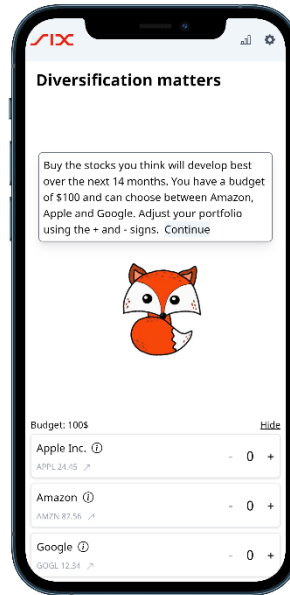 SIX
Diversification matters
Buy the stocks you think will develop best
over the next 14 months. You have a budget
of $100 and can choose between Amazon,
Apple and Google. Adjust your portfolio
using the + and - signs. Continue
Budget: 100$ Hide
Apple Inc. - 0 +
APPL 24.45
Amazon - 0 +
AMZN 87.56
Google - 0 +
GOGL 12.34